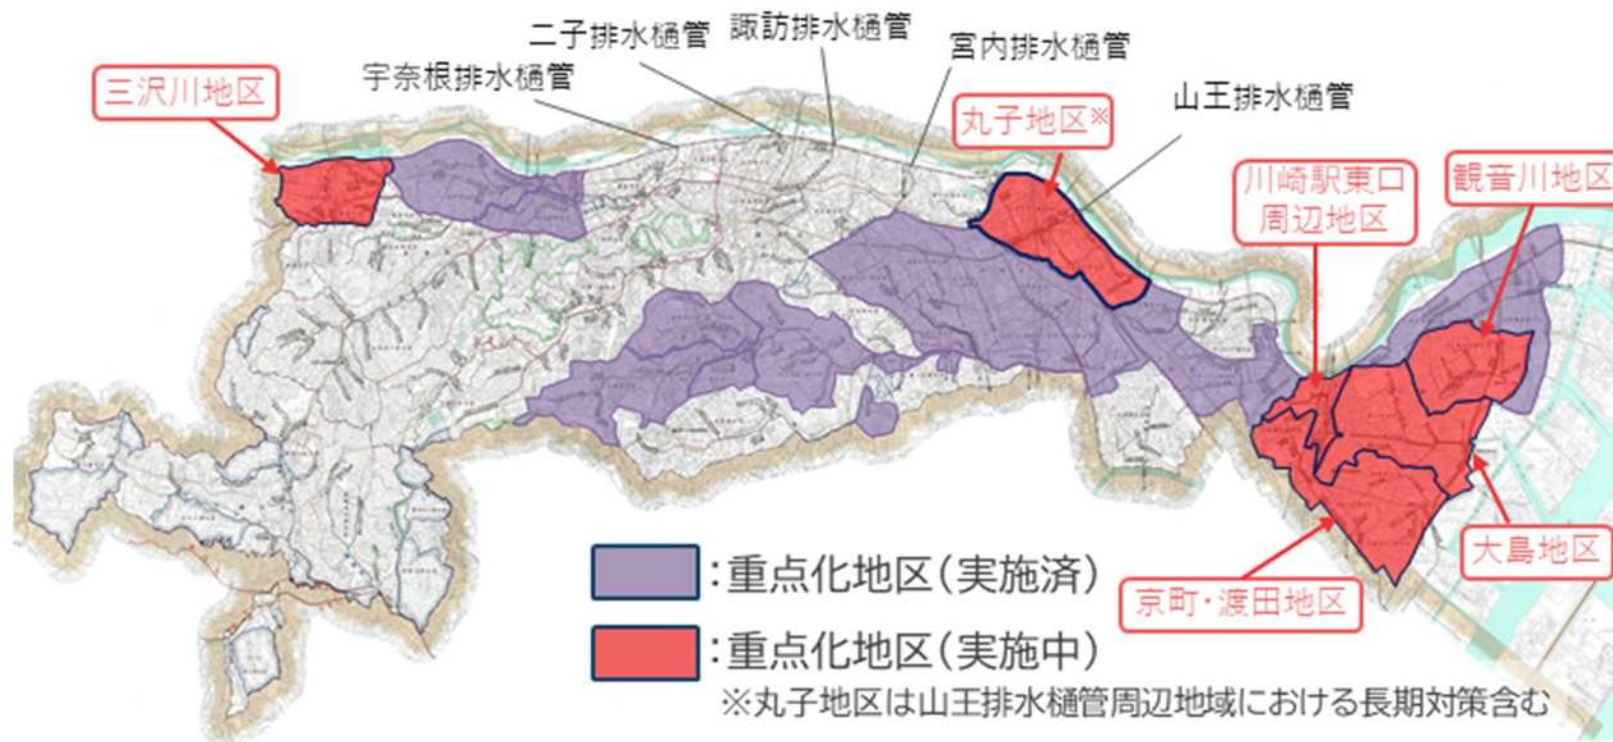 二子排水樋管
諏訪排水樋管
宮内排水樋管
宇奈根排水樋管
三沢川地区
丸子地区※
山王排水樋管
川崎駅東口
周辺地区
観音川地区
大島地区
京町・渡田地区
:重点化地区(実施済)
:重点化地区(実施中)
※丸子地区は山王排水樋管周辺地域における長期対策含む